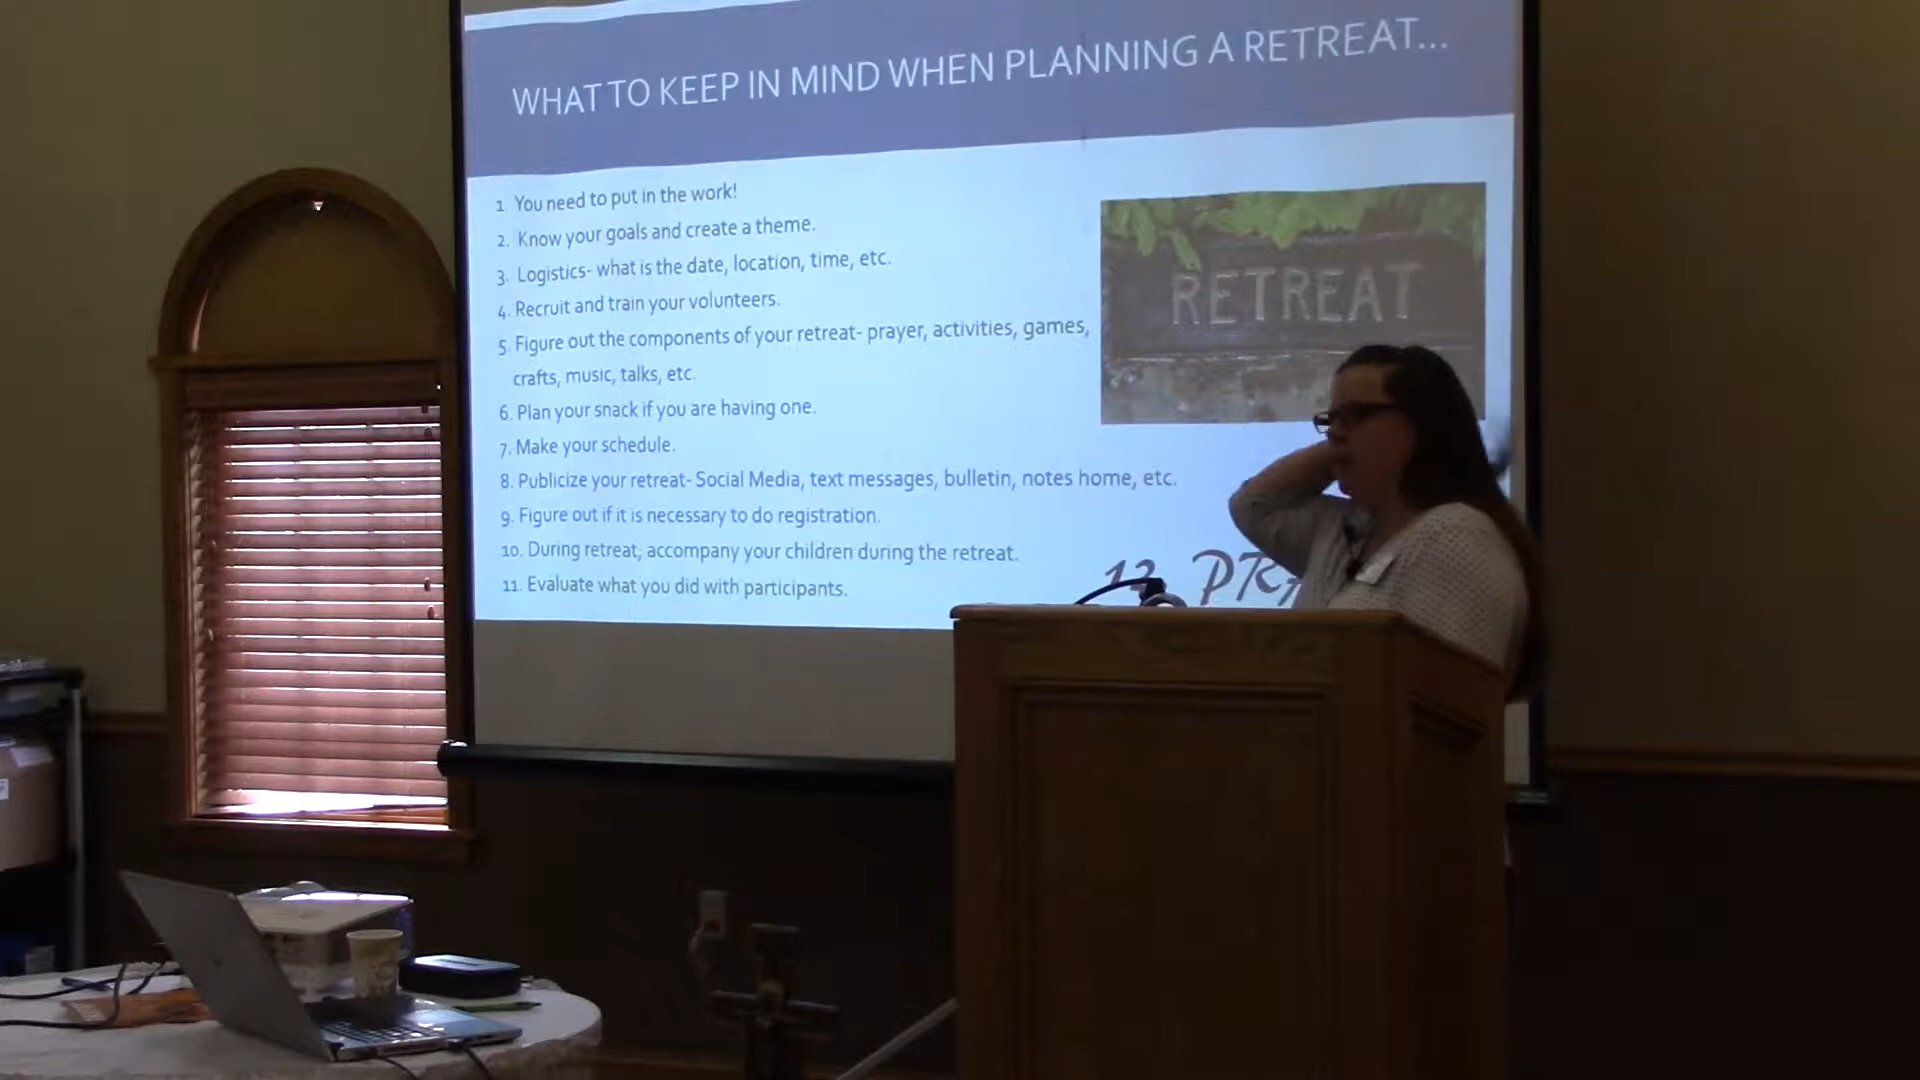 WHAT TO KEEP IN MIND WHEN PLANNING A RETREAT...
1. You need to put in the work!
2. Know your goals and create a theme.
3. Logistics- what is the date, location, time, etc.
4. Recruit and train your volunteers.
5. Figure out the components of your retreat- prayer, activities, games,
crafts, music, talks, etc.
6. Plan your snack if you are having one.
7. Make your schedule.
8. Publicize your retreat- Social Media, text messages, bulletin, notes home, etc.
9. Figure out if it is necessary to do registration.
10. During retreat; accompany your children during the retreat.
11. Evaluate what you did with participants.
RETREAT
12.